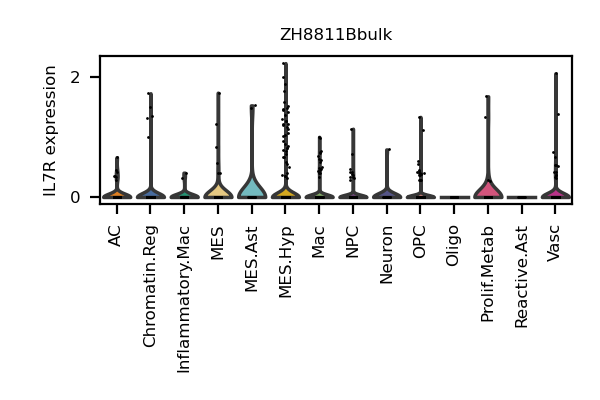 ZH8811Bbulk
IL7R expression
2
0
AC
Chromatin.Reg
Inflammatory.Mac
MES
MES.Ast
MES.Hyp
Mac
NPC
Neuron
OPC
Oligo
Prolif.Metab
Reactive.Ast
Vasc